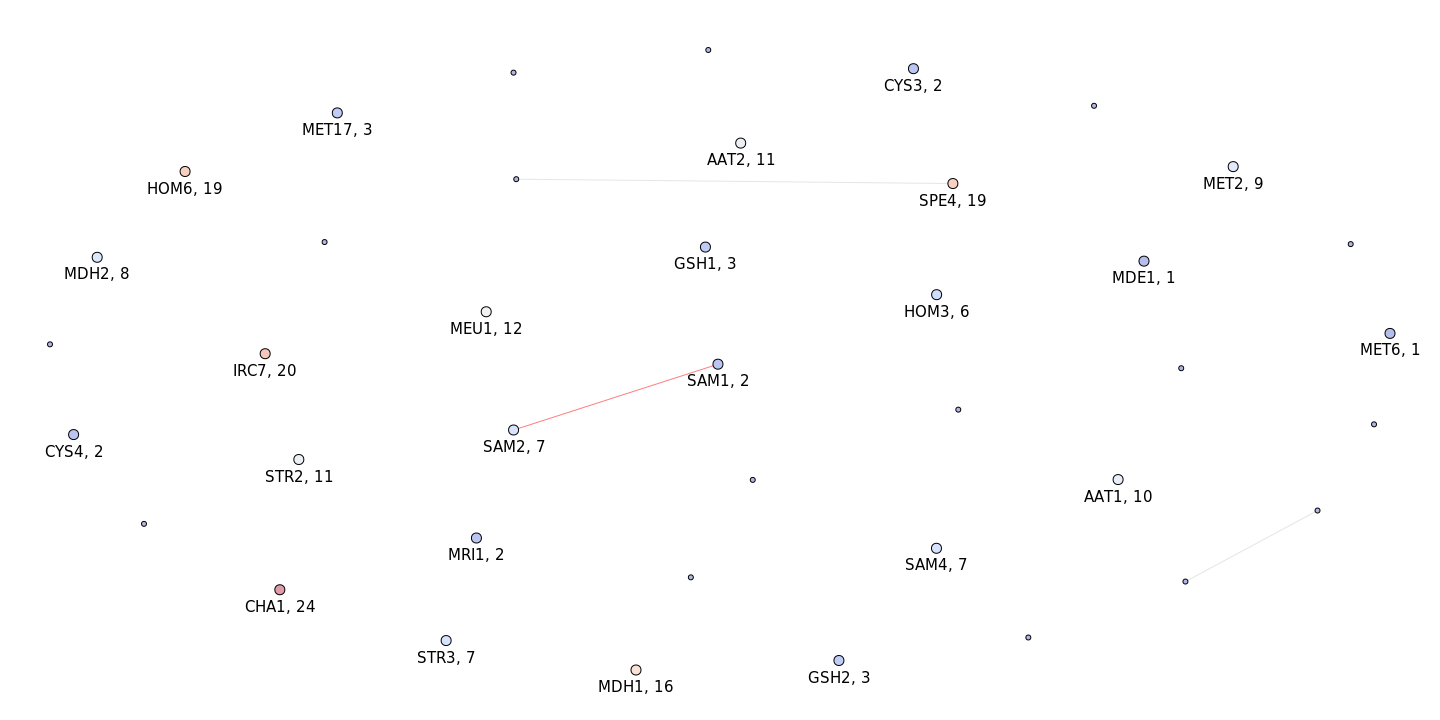 CYS3, 2
MET17, 3
AAT2, 11
HOM6, 19
MET2, 9
SPE4, 19
GSH1, 3
MDH2, 8
MDE1, 1
HOM3, 6
MEU1, 12
MET6, 1
IRC7, 20
SAM1, 2
SAM2, 7
CYS4, 2
STR2, 11
AAT1, 10
MRI1, 2
SAM4, 7
CHA1, 24
STR3, 7
GSH2, 3
MDH1, 16